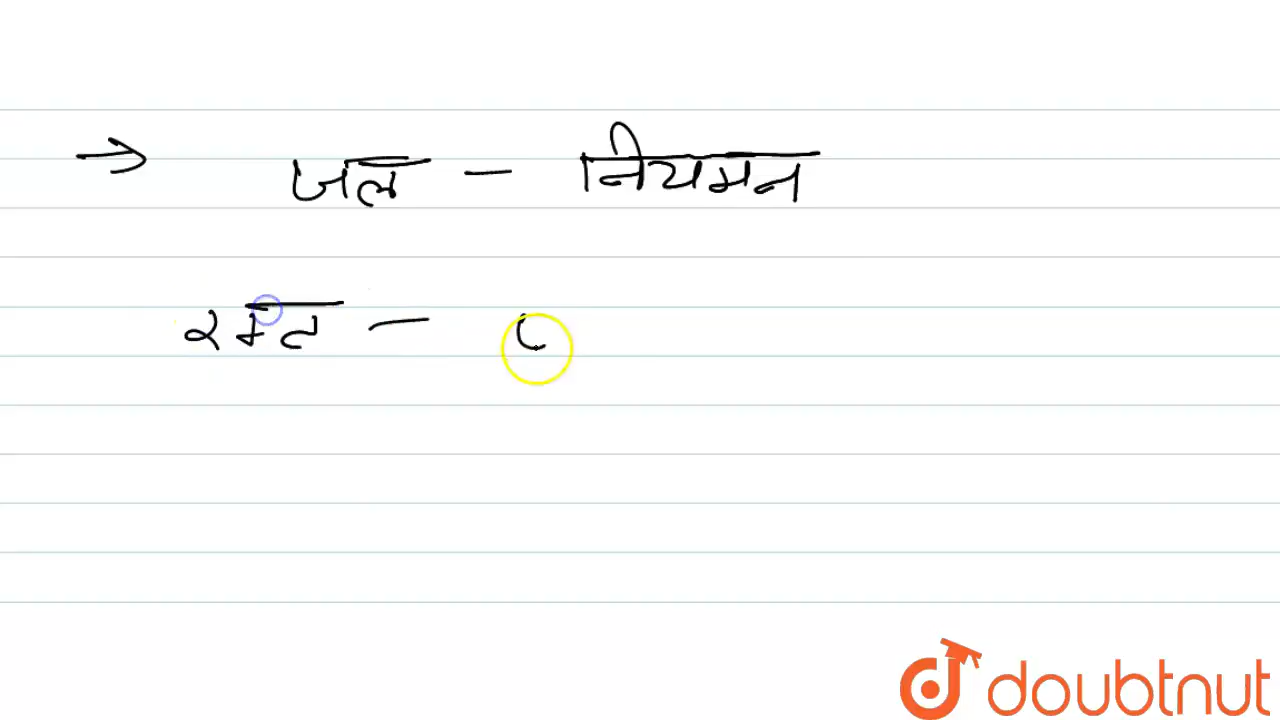 → जल - नियमन
रक्त -
doubtnut